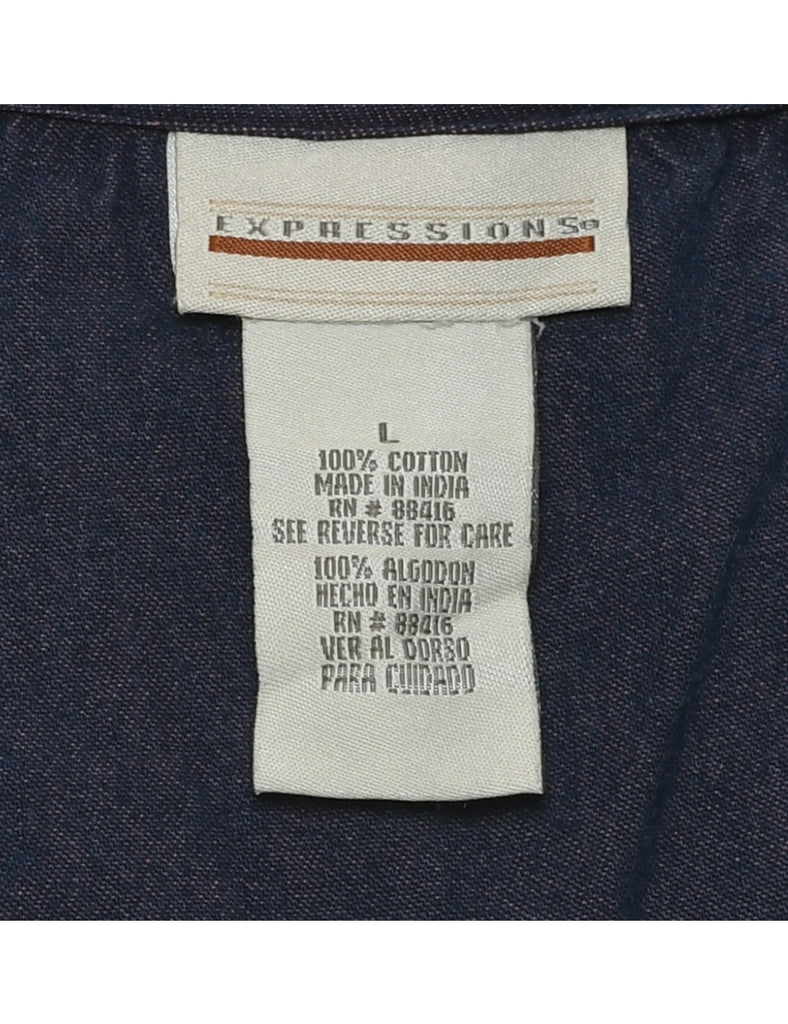 EXPRESSIONS®
L
100% COTTON
MADE IN INDIA
RN # 88416
SEE REVERSE FOR CARE
100% ALGODON
HECHO EN INDIA
RN # 88416
VER AL DORSO
PARA CUIDADO